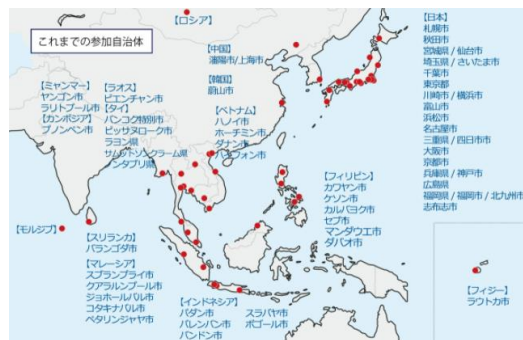 これまでの参加自治体
【ロシア】
【中国】
瀋陽市/上海市
【韓国】
蔚山市
【ミャンマー】
ヤンゴン市
ラリトプール市
【カンボジア】
プノンペン市
【ラオス】
ビエンチャン市
【タイ】
バンコク特別市
ピッサヌローク市
ラヨン県
サムットソンクラーム県
ノンタブリ県
【ベトナム】
ハノイ市
ホーチミン市
ダナン市
ハイフォン市
【フィリピン】
カワヤン市
ケソン市
カルバヨク市
セブ市
マンダウエ市
ダバオ市
【モルジブ】
【スリランカ】
バランゴダ市
【マレーシア】
スプランプライ市
クアラルンプール市
ジョホールバル市
コタキナバル市
ペタリンジャヤ市
【インドネシア】
パダン市
パレンバン市
バンドン市
スラバヤ市
ボゴール市
【日本】
札幌市
秋田市
宮城県 / 仙台市
埼玉県 / さいたま市
千葉市
東京都
川崎市 / 横浜市
富山市
浜松市
名古屋市
三重県 / 四日市市
大阪市
京都市
兵庫県 / 神戸市
広島県
福岡県 / 福岡市 / 北九州市
志布志市
【フィジー】
ラウトカ市